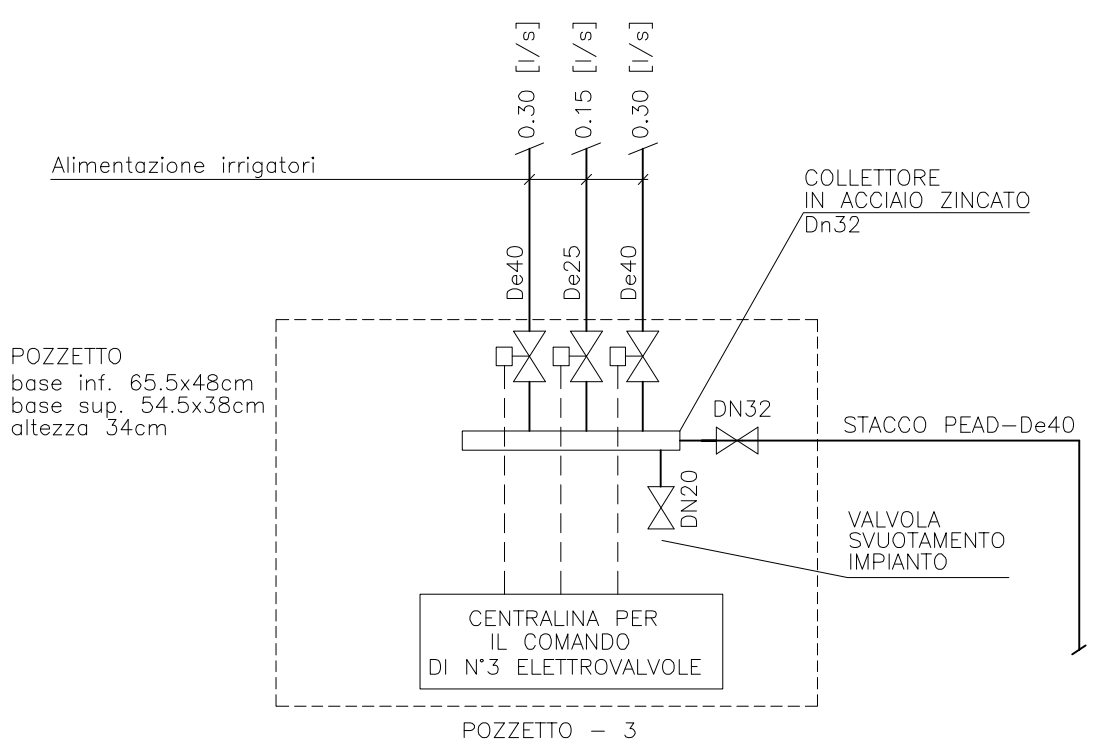 0.30 [l/s]
0.15 [l/s]
0.30 [l/s]
Alimentazione irrigatori
COLLETTORE
IN ACCIAIO ZINCATO
Dn32
De40
De25
De40
POZZETTO
base inf. 65.5x48cm
base sup. 54.5x38cm
altezza 34cm
DN32
STACCO PEAD-De40
DN20
VALVOLA
SVUOTAMENTO
IMPIANTO
CENTRALINA PER
IL COMANDO
DI N°3 ELETTROVALVOLE
POZZETTO - 3